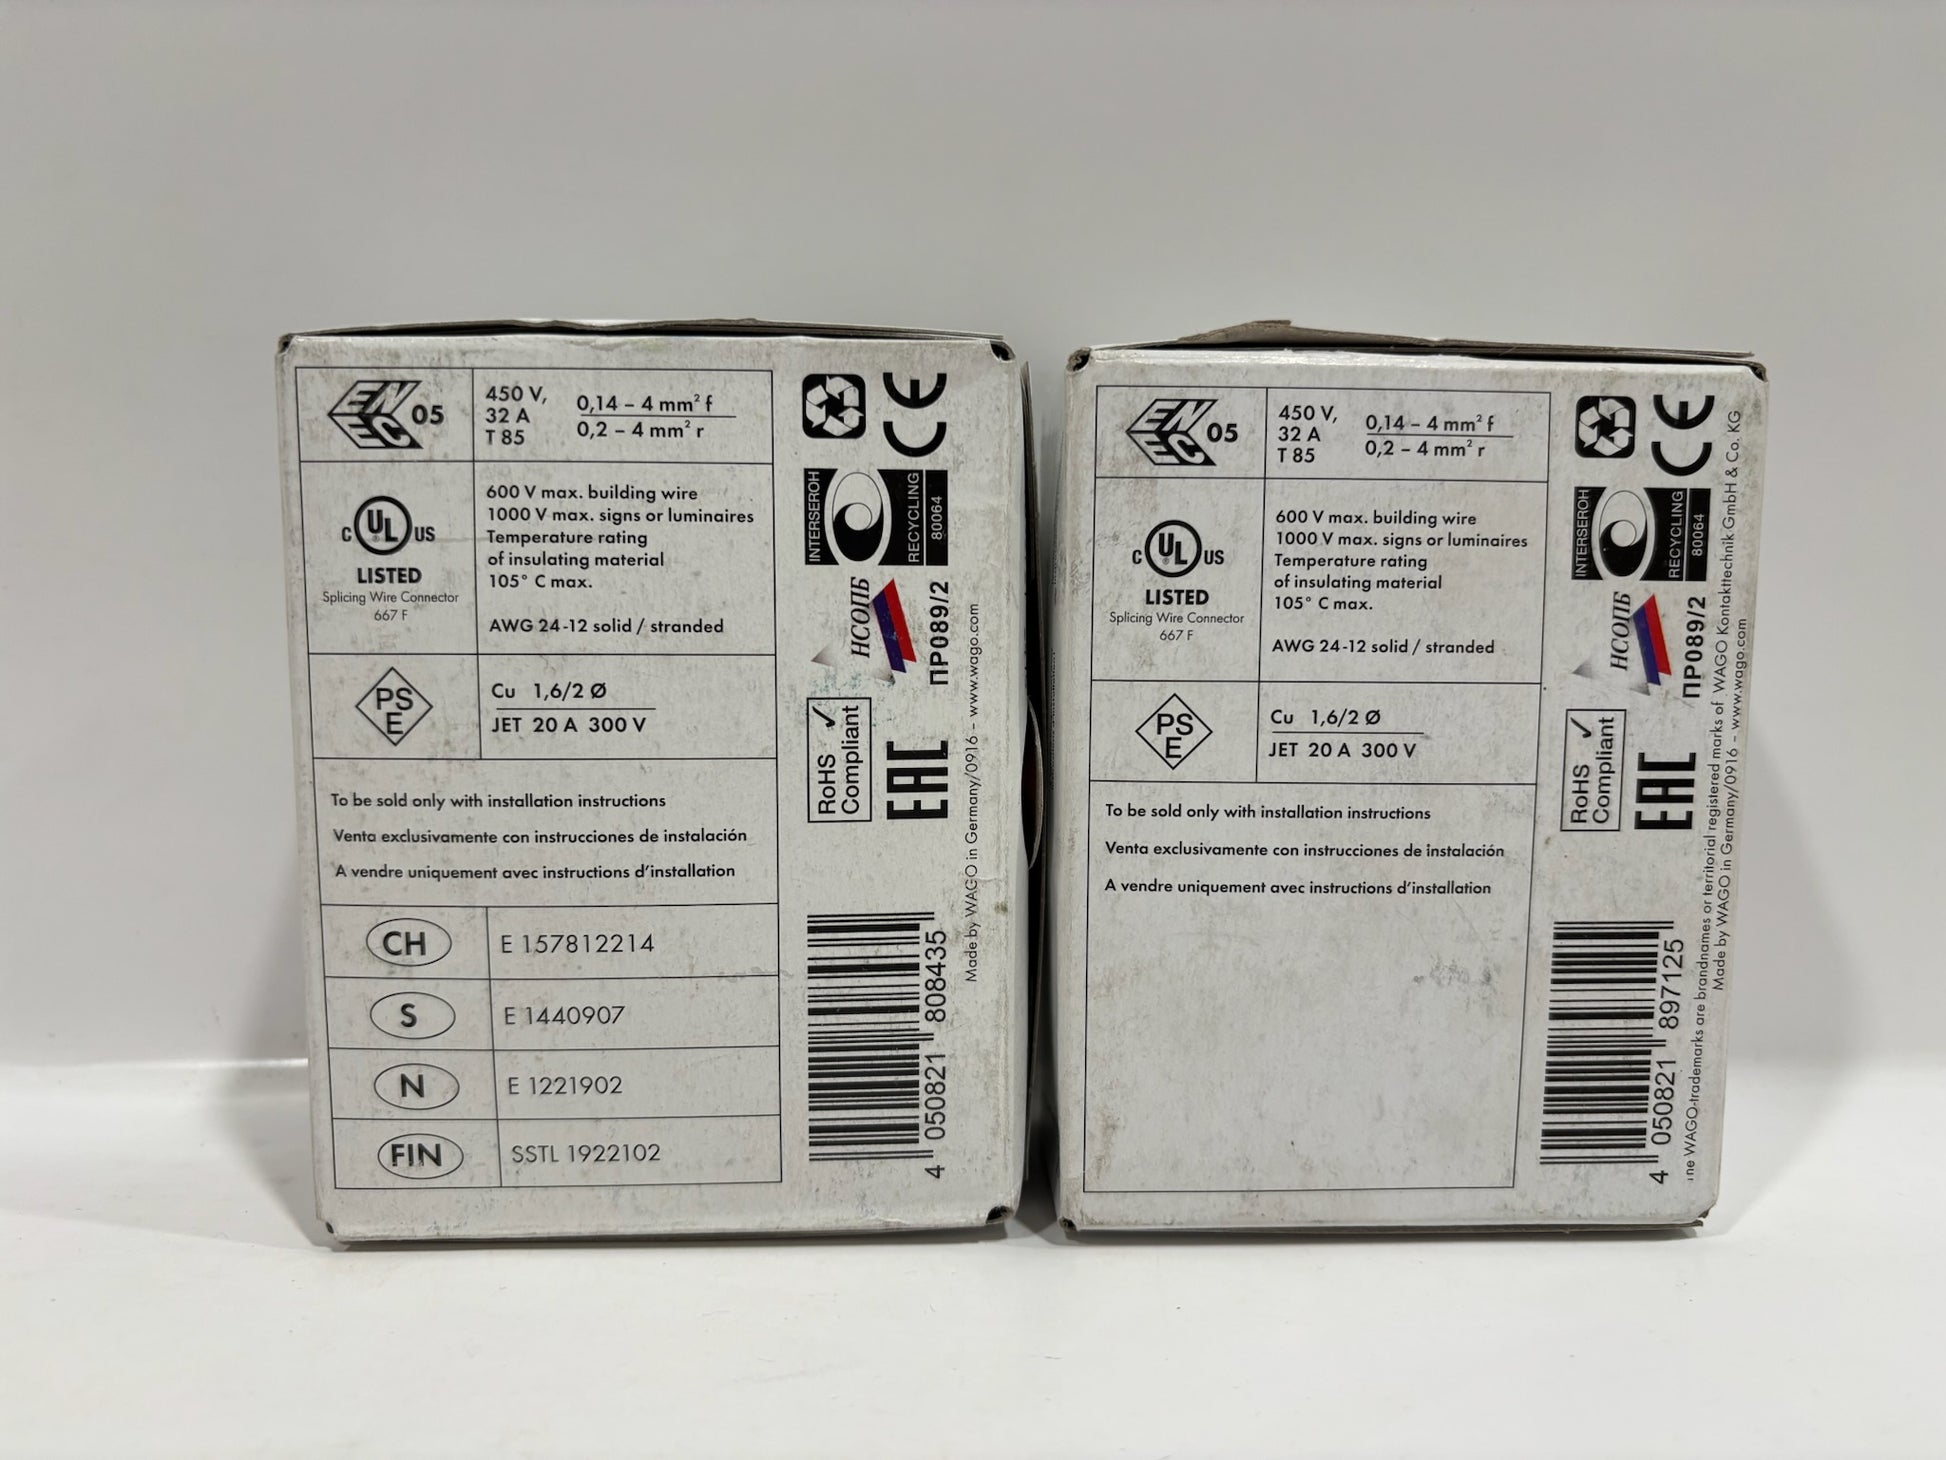 ENEC 05
450 V,
32 A
T 85
0,14 – 4 mm² f
0,2 – 4 mm² r
C UL US
®
LISTED
Splicing Wire Connector
667 F
600 V max. building wire
1000 V max. signs or luminaires
Temperature rating
of insulating material
105° C max.
AWG 24-12 solid / stranded
PS
E
Cu 1,6/2 Ø
JET 20 A 300 V
To be sold only with installation instructions
Venta exclusivamente con instrucciones de instalación
A vendre uniquement avec instructions d’installation
CH E 157812214
S E 1440907
N E 1221902
FIN SSTL 1922102
CE
INTERSEROH
RECYCLING
80064
НСОПБ
ПР089/2
RoHS ✓
Compliant
EAC
4 050821 808435
Made by WAGO in Germany/0916 – www.wago.com
ENEC 05
450 V,
32 A
T 85
0,14 – 4 mm² f
0,2 – 4 mm² r
C UL US
®
LISTED
Splicing Wire Connector
667 F
600 V max. building wire
1000 V max. signs or luminaires
Temperature rating
of insulating material
105° C max.
AWG 24-12 solid / stranded
PS
E
Cu 1,6/2 Ø
JET 20 A 300 V
To be sold only with installation instructions
Venta exclusivamente con instrucciones de instalación
A vendre uniquement avec instructions d’installation
CE
INTERSEROH
RECYCLING
80064
НСОПБ
ПР089/2
RoHS ✓
Compliant
EAC
4 050821 897125
WAGO-trademarks are brandnames or territorial registered marks of WAGO Kontakttechnik GmbH & Co. KG
Made by WAGO in Germany/0916 – www.wago.com